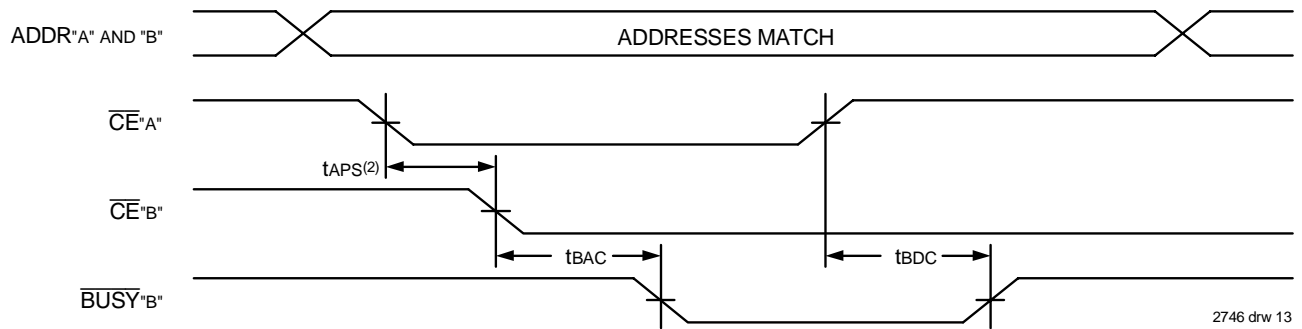 ADDR"A" AND "B"
ADDRESSES MATCH
CE"A"
tAPS(2)
CE"B"
tBAC
tBDC
BUSY"B"
2746 drw 13